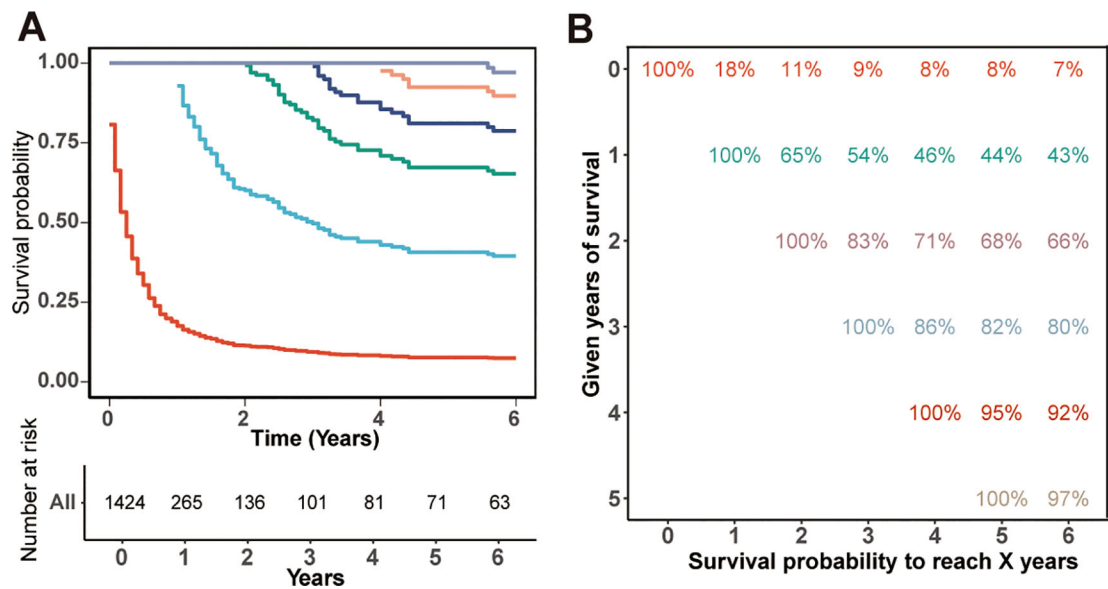 A
Survival probability
1.00
0.75
0.50
0.25
0.00
0 2 4 6
Time (Years)
Number at risk
All 1424 265 136 101 81 71 63
0 1 2 3 4 5 6
Years
B
Given years of survival
0 100% 18% 11% 9% 8% 8% 7%
1 100% 65% 54% 46% 44% 43%
2 100% 83% 71% 68% 66%
3 100% 86% 82% 80%
4 100% 95% 92%
5 100% 97%
0 1 2 3 4 5 6
Survival probability to reach X years